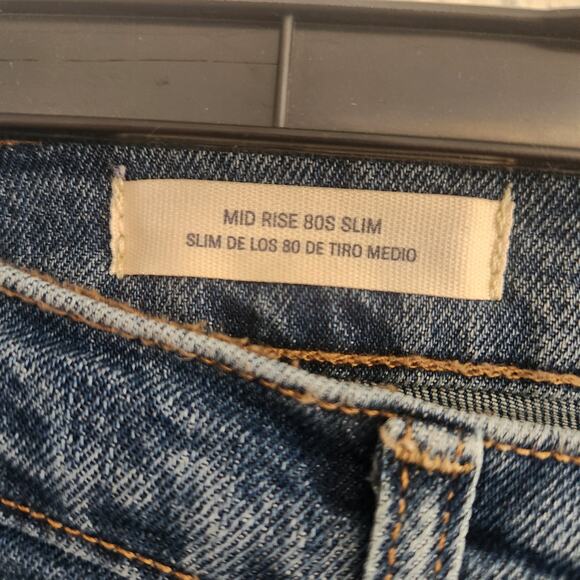 MID RISE 80S SLIM
SLIM DE LOS 80 DE TIRO MEDIO